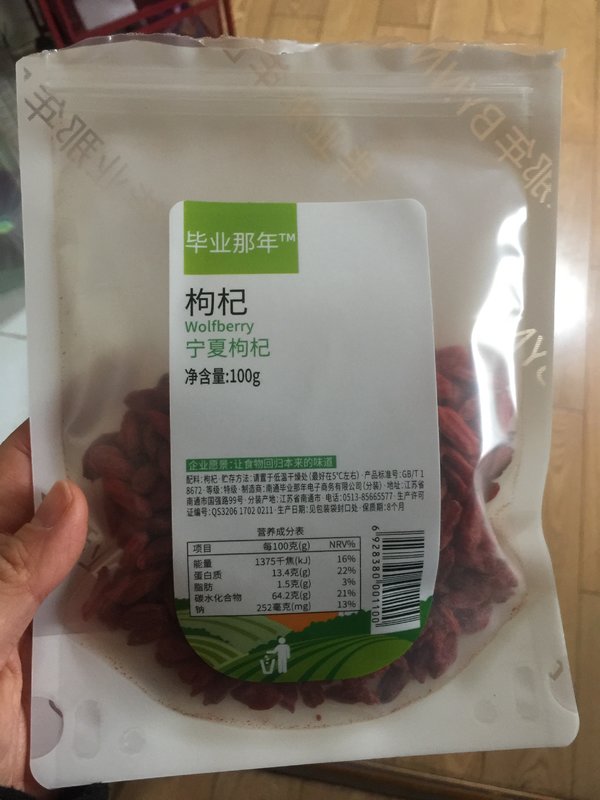 毕业那年™
枸杞
Wolfberry
宁夏枸杞
净含量:100g
企业愿景:让食物回归本来的味道
配料:枸杞·贮存方法:请置于低温干燥处(最好在5℃左右)·产品标准号:GB/T 1
8672·等级:特级·制造商:南通毕业那年电子商务有限公司(分装)·地址:江苏省
南通市国强路99号·分装产地:江苏省南通市·电话:0513-85665577·生产许可
证编号:QS3206 1702 0211·生产日期:见包装袋封口处·保质期:8个月
营养成分表
项目 每100克(g) NRV%
能量 1375千焦(kJ) 16%
蛋白质 13.4克(g) 22%
脂肪 1.5克(g) 3%
碳水化合物 64.2克(g) 21%
钠 252毫克(mg) 13%
6 928380 001100